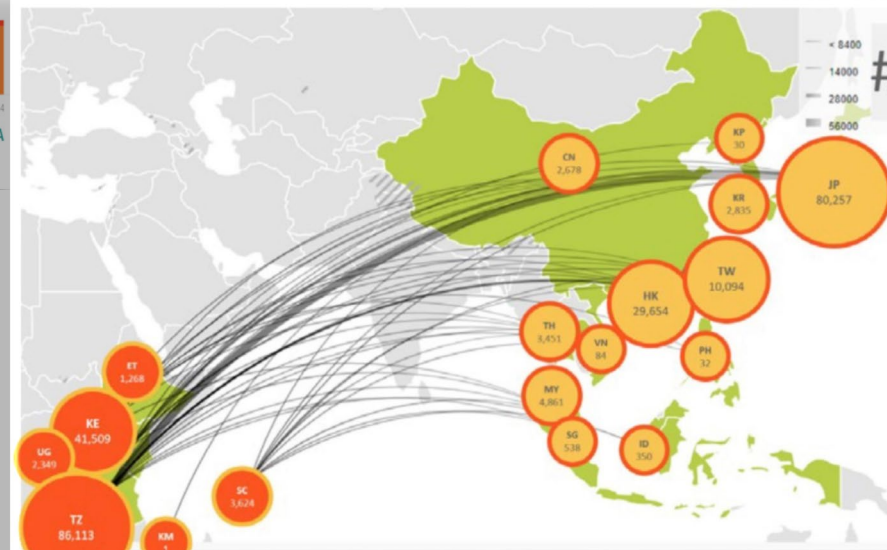 < 8400
14000
28000
56000
#
A
KP
30
CN
2,678
JP
80,257
KR
2,835
TW
10,094
HK
29,654
TH
3,451
VN
84
PH
32
ET
1,268
MY
4,861
KE
41,509
SG
538
ID
350
UG
2,349
SC
3,624
TZ
86,113
KM
1